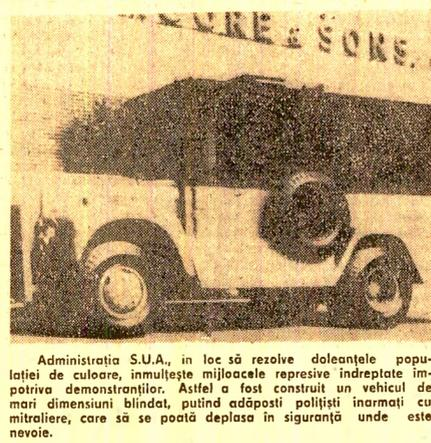 CORE & SONS.
Administrația S.U.A., in loc să rezolve doleanțele popu-
lației de culoare, inmulțește mijloacele represive indreptate im-
potriva demonstranților. Astfel a fost construit un vehicul de
mari dimensiuni blindat, putind adăposti polițiști inarmați cu
mitraliere, care să se poată deplasa in siguranță unde este
nevoie.